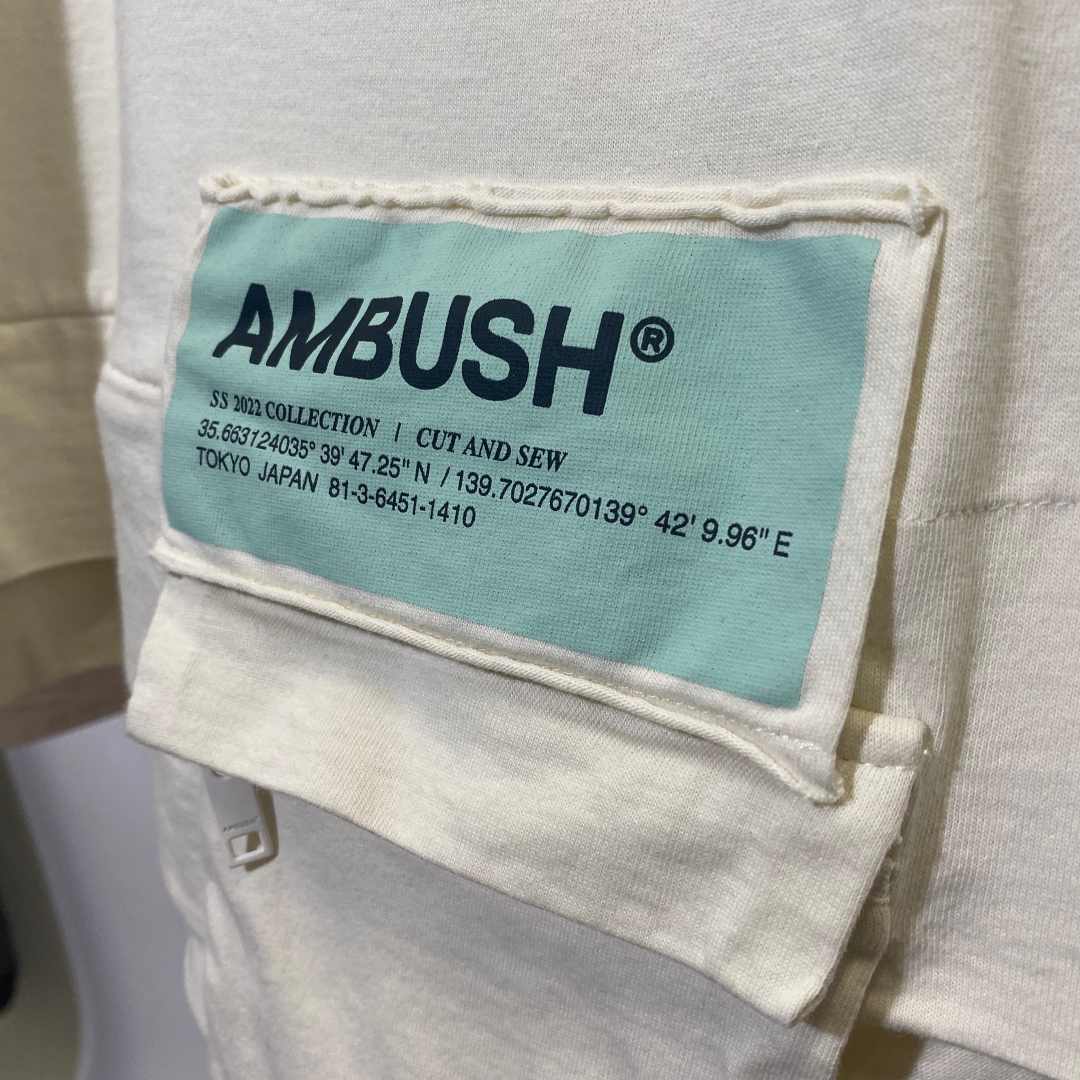 AMBUSH®
SS 2022 COLLECTION | CUT AND SEW
35.663124035° 39' 47.25" N / 139.7027670139° 42' 9.96" E
TOKYO JAPAN 81-3-6451-1410
AMBUSH